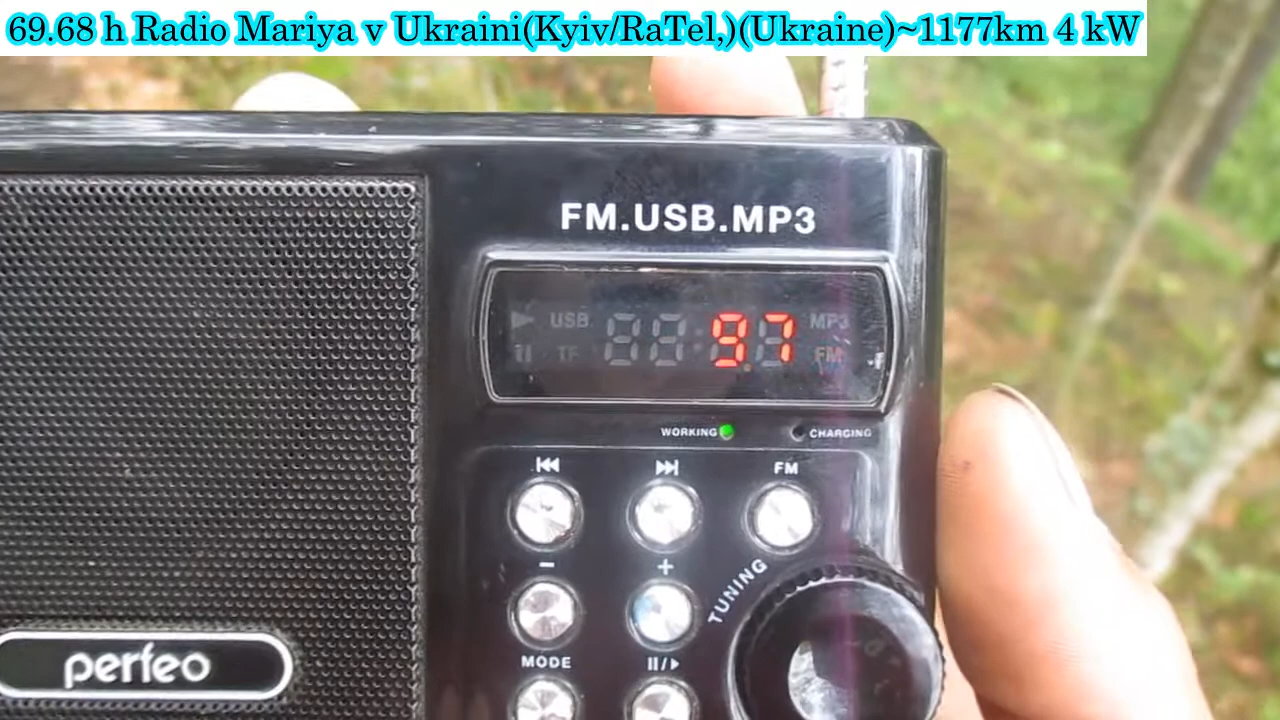 69.68 h Radio Mariya v Ukraini(Kyiv/RaTel,)(Ukraine)~1177km 4 kW
FM.USB.MP3
USB 97 MP3
TF FM
WORKING CHARGING
FM
- +
TUNING
MODE
perfeo